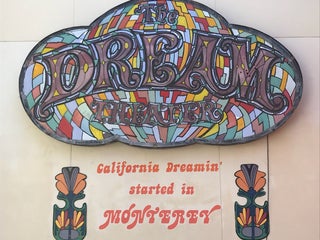 The
DREAM
THEATER
California Dreamin'
started in
MONTEREY